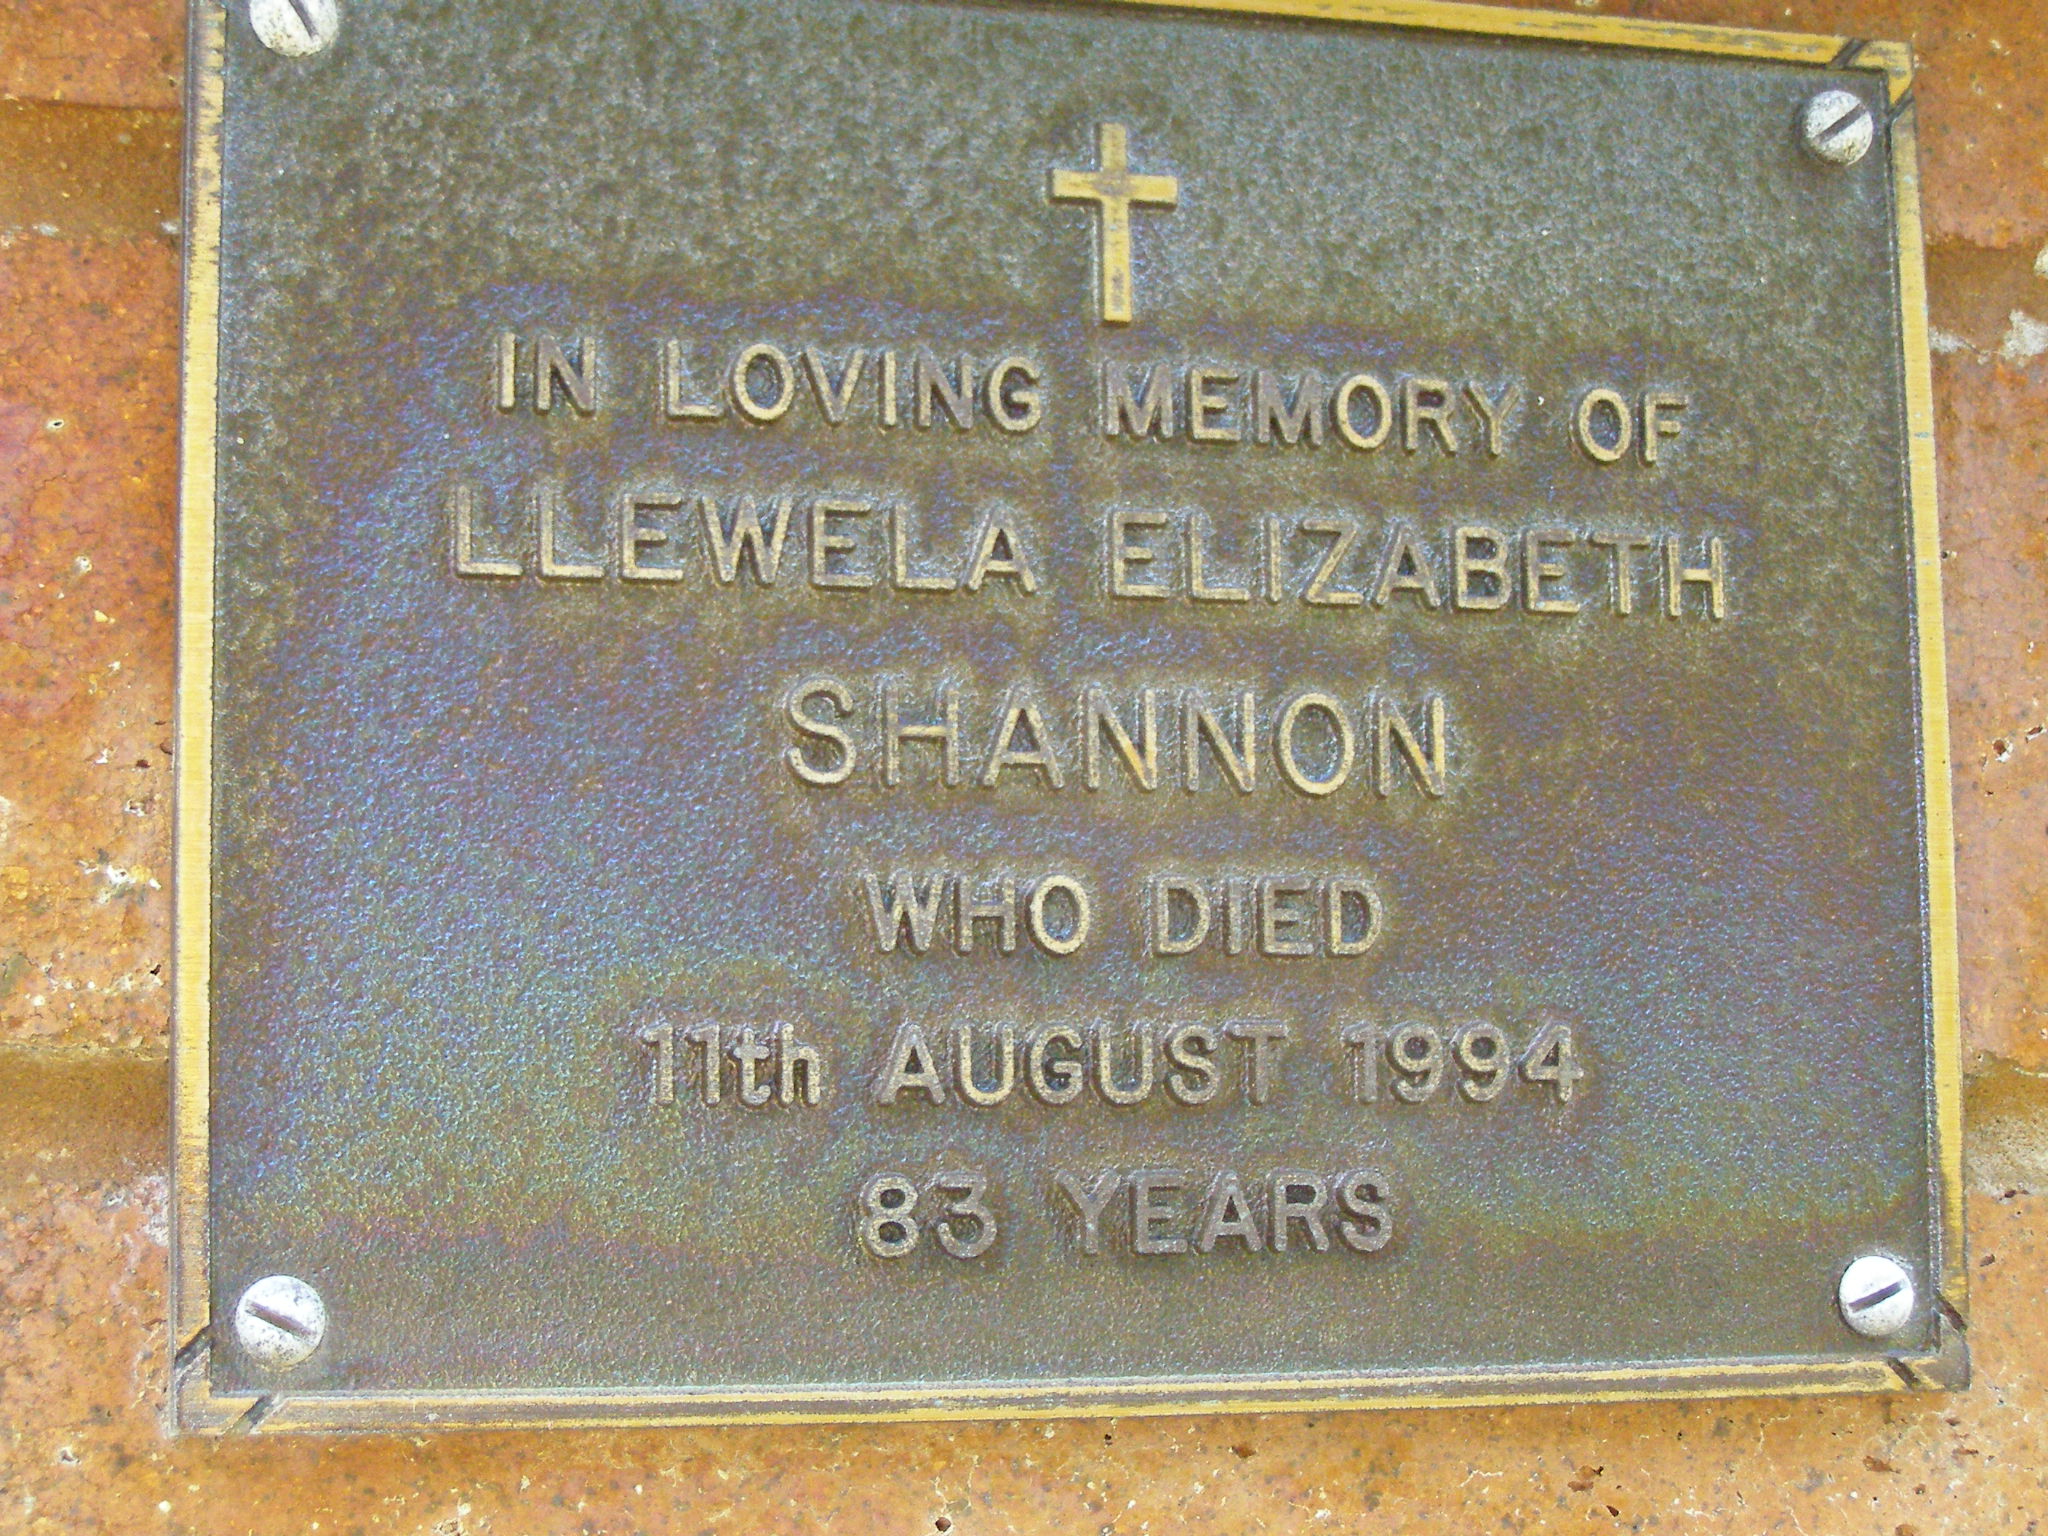 IN LOVING MEMORY OF
LLEWELA ELIZABETH
SHANNON
WHO DIED
11th AUGUST 1994
83 YEARS